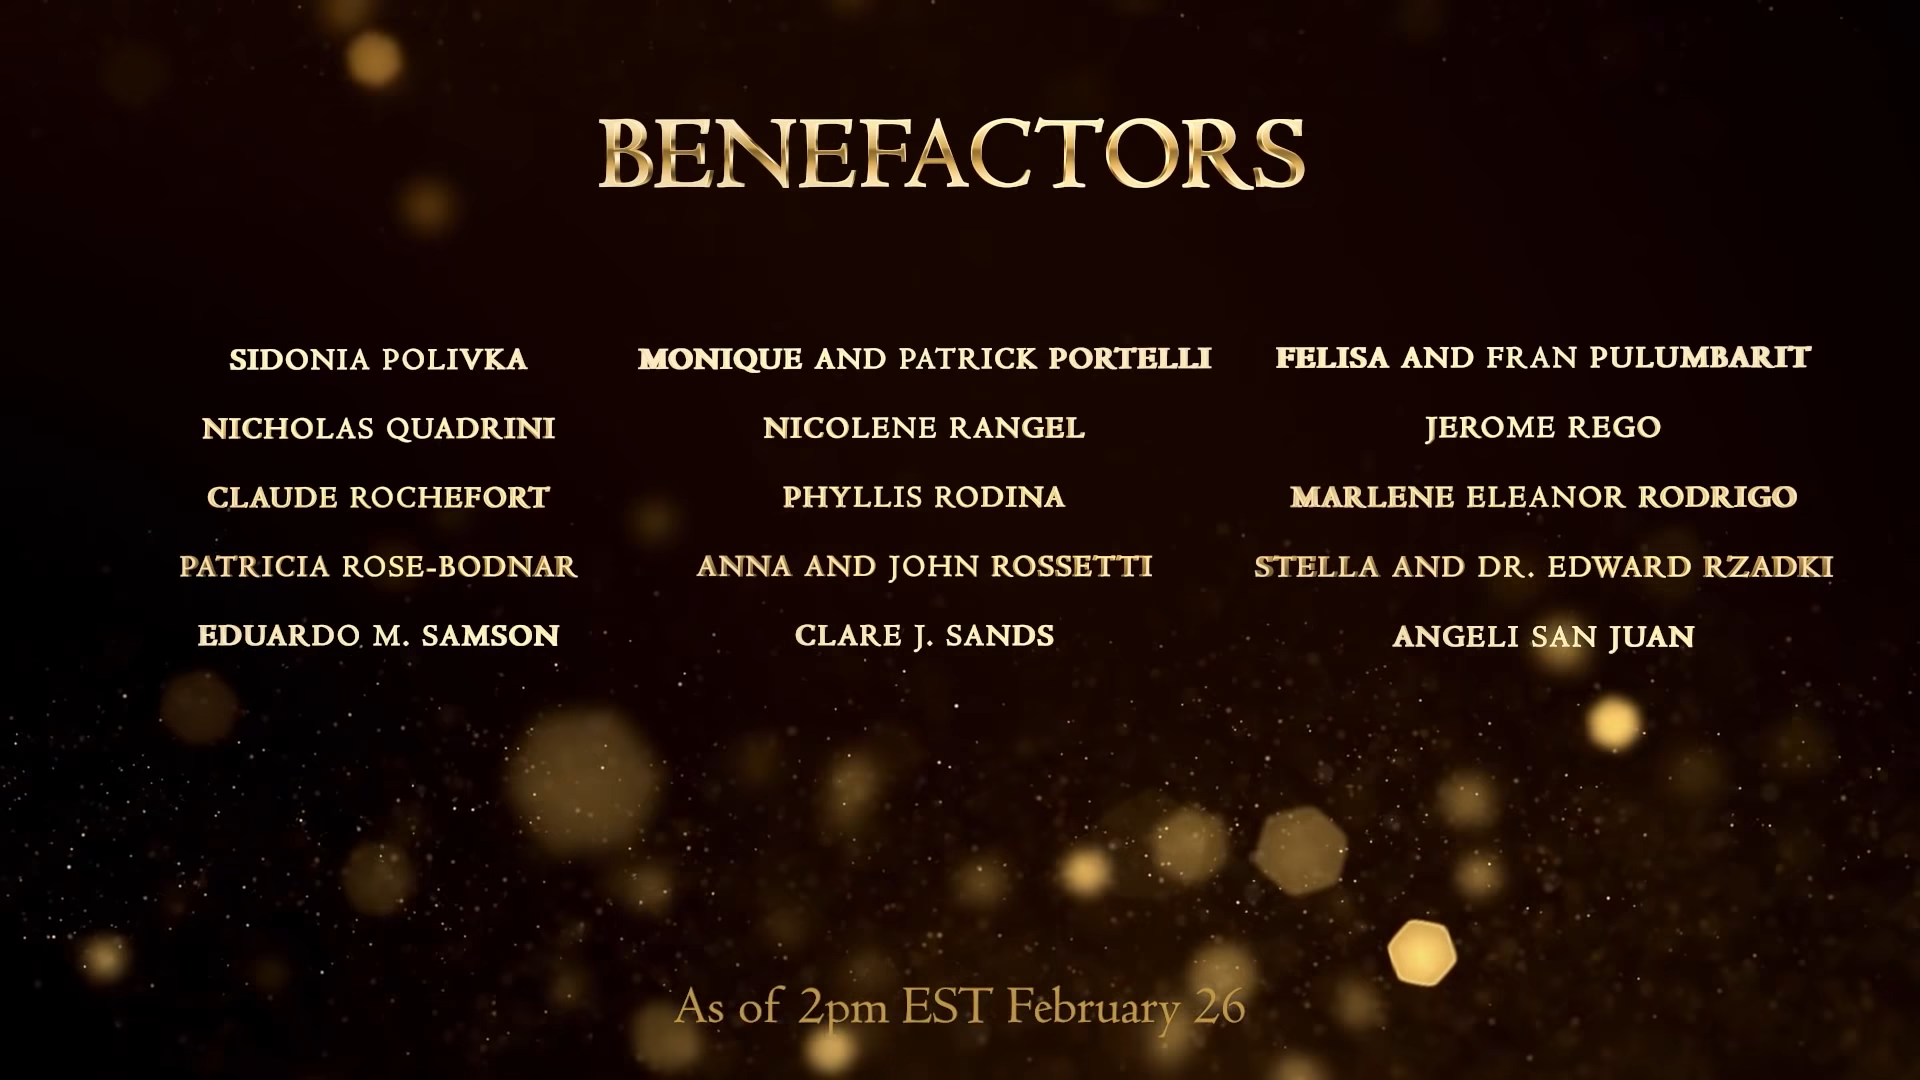 BENEFACTORS
SIDONIA POLIVKA MONIQUE AND PATRICK PORTELLI FELISA AND FRAN PULUMBARIT
NICHOLAS QUADRINI NICOLENE RANGEL JEROME REGO
CLAUDE ROCHEFORT PHYLLIS RODINA MARLENE ELEANOR RODRIGO
PATRICIA ROSE-BODNAR ANNA AND JOHN ROSSETTI STELLA AND DR. EDWARD RZADKI
EDUARDO M. SAMSON CLARE J. SANDS ANGELI SAN JUAN
As of 2pm EST February 26